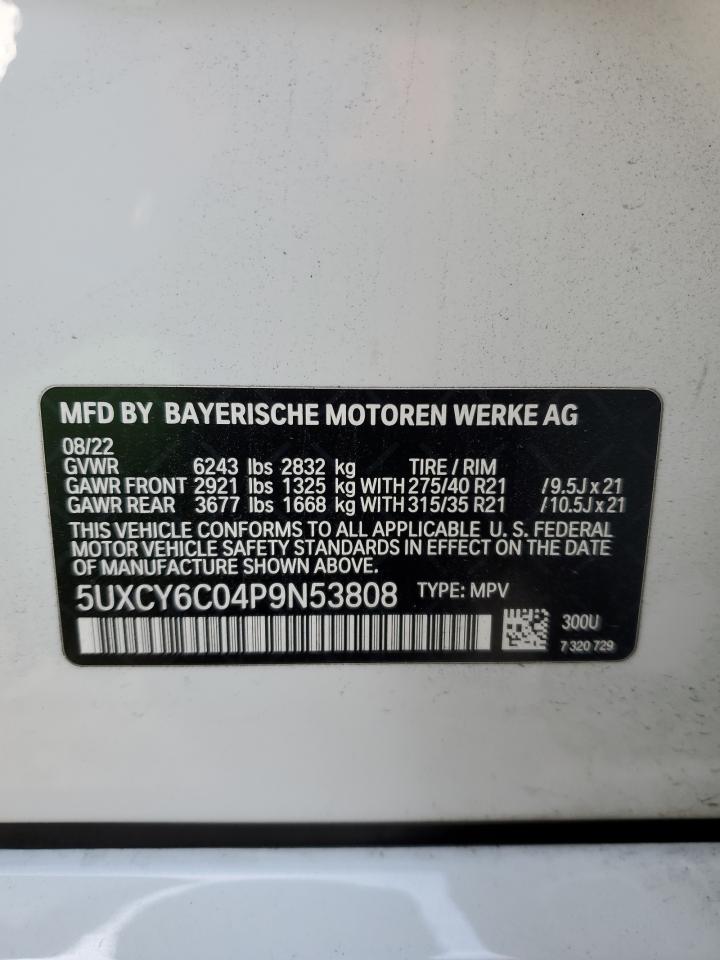 MFD BY BAYERISCHE MOTOREN WERKE AG
08/22
GVWR 6243 lbs 2832 kg TIRE / RIM
GAWR FRONT 2921 lbs 1325 kg WITH 275/40 R21 / 9.5J x 21
GAWR REAR 3677 lbs 1668 kg WITH 315/35 R21 / 10.5J x 21
THIS VEHICLE CONFORMS TO ALL APPLICABLE U. S. FEDERAL
MOTOR VEHICLE SAFETY STANDARDS IN EFFECT ON THE DATE
OF MANUFACTURE SHOWN ABOVE.
5UXCY6C04P9N53808 TYPE: MPV
300U
7 320 729